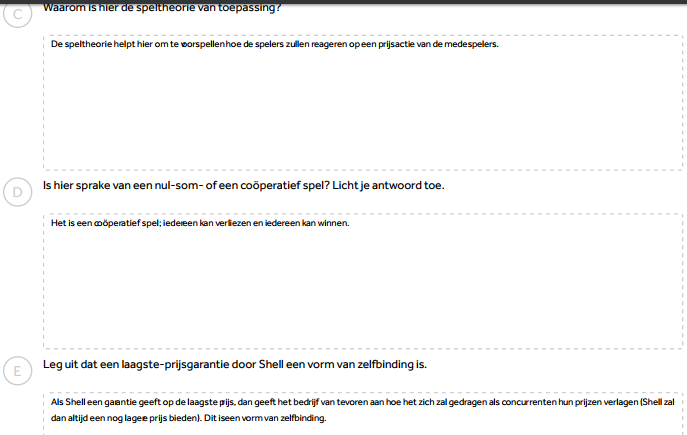 C
Waarom is hier de speltheorie van toepassing?
De speltheorie helpt hier om te voorspellen hoe de spelers zullen reageren op een prijsactie van de medespelers.
D
Is hier sprake van een nul-som- of een coöperatief spel? Licht je antwoord toe.
Het is een coöperatief spel; iedereen kan verliezen en iedereen kan winnen.
E
Leg uit dat een laagste-prijsgarantie door Shell een vorm van zelfbinding is.
Als Shell een garantie geeft op de laagste prijs, dan geeft het bedrijf van tevoren aan hoe het zich zal gedragen als concurrenten hun prijzen verlagen (Shell zal
dan altijd een nog lagere prijs bieden). Dit is een vorm van zelfbinding.